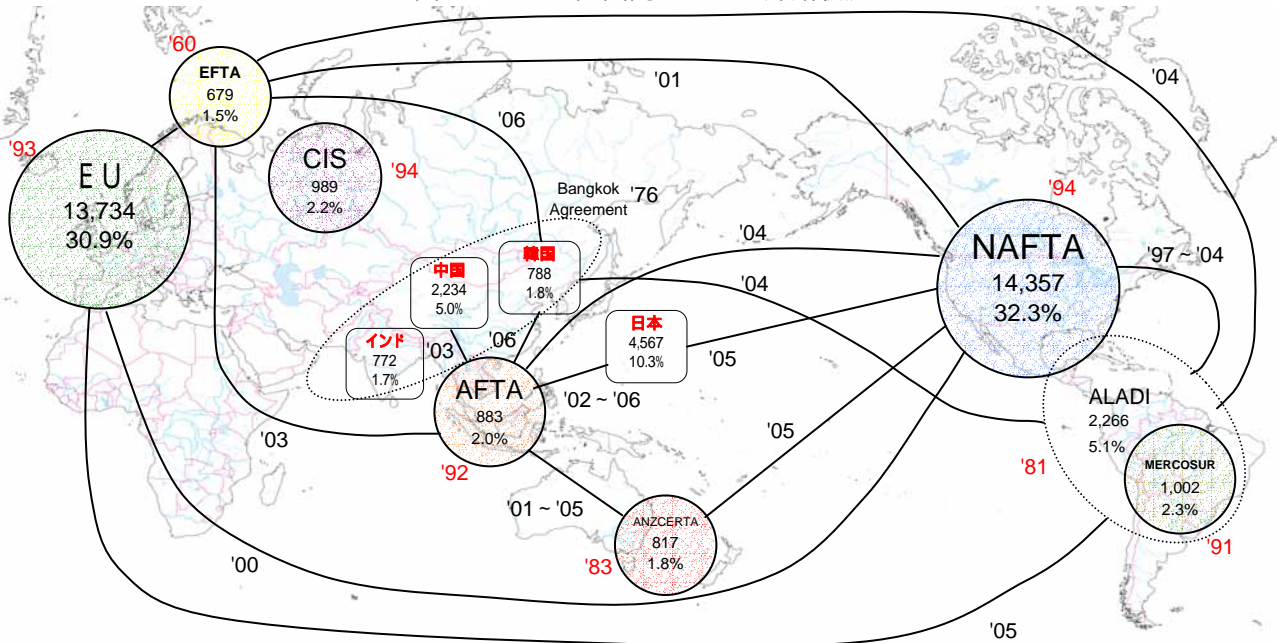 '60
EFTA
679
1.5%
'01
'04
'06
'93
EU
13,734
30.9%
CIS
989
2.2%
'94
Bangkok
Agreement
'76
'94
韓国
788
1.8%
中国
2,234
5.0%
インド
772
1.7%
'03
'06
日本
4,567
10.3%
'04
'04
'05
NAFTA
14,357
32.3%
'97 ~ '04
AFTA
883
2.0%
'92
'02 ~ '06
'03
'05
ALADI
2,266
5.1%
'81
MERCOSUR
1,002
2.3%
'91
'01 ~ '05
ANZCERTA
817
1.8%
'83
'00
'05